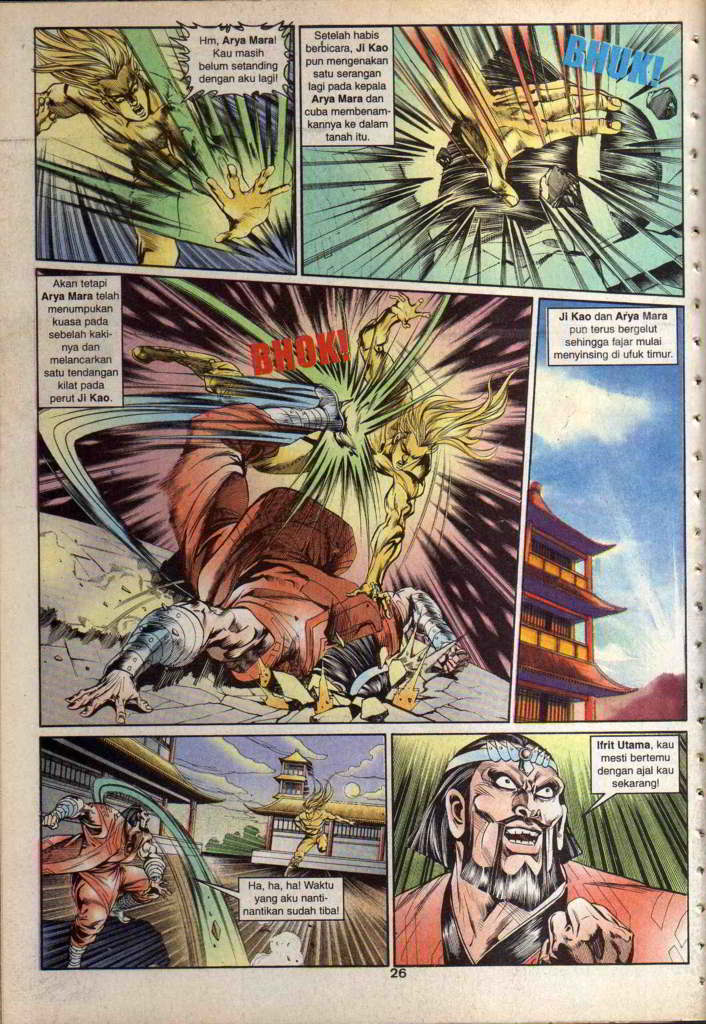 Hm, Arya Mara!
Kau masih
belum setanding
dengan aku lagi!
Setelah habis
berbicara, Ji Kao
pun mengenakan
satu serangan
lagi pada kepala
Arya Mara dan
cuba membenam-
kannya ke dalam
tanah itu.
BHUK!
Akan tetapi
Arya Mara telah
menumpukan
kuasa pada
sebelah kaki-
nya dan
melancarkan
satu tendangan
kilat pada
perut Ji Kao.
BHOK!
Ji Kao dan Arya Mara
pun terus bergelut
sehingga fajar mulai
menyinsing di ufuk timur.
Ha, ha, ha! Waktu
yang aku nanti-
nantikan sudah tiba!
Ifrit Utama, kau
mesti bertemu
dengan ajal kau
sekarang!
26